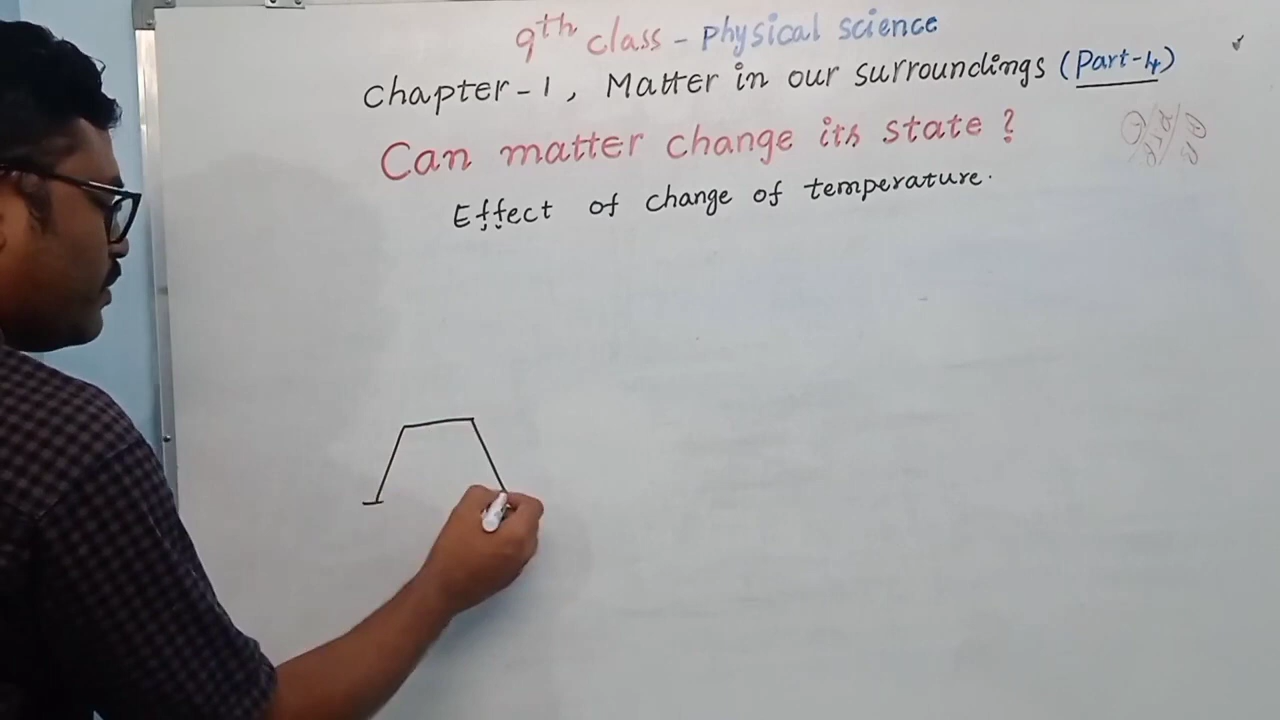 9th class - physical science
chapter-1, Matter in our surroundings (Part-4)
Can matter change its state ?
Effect of change of temperature.